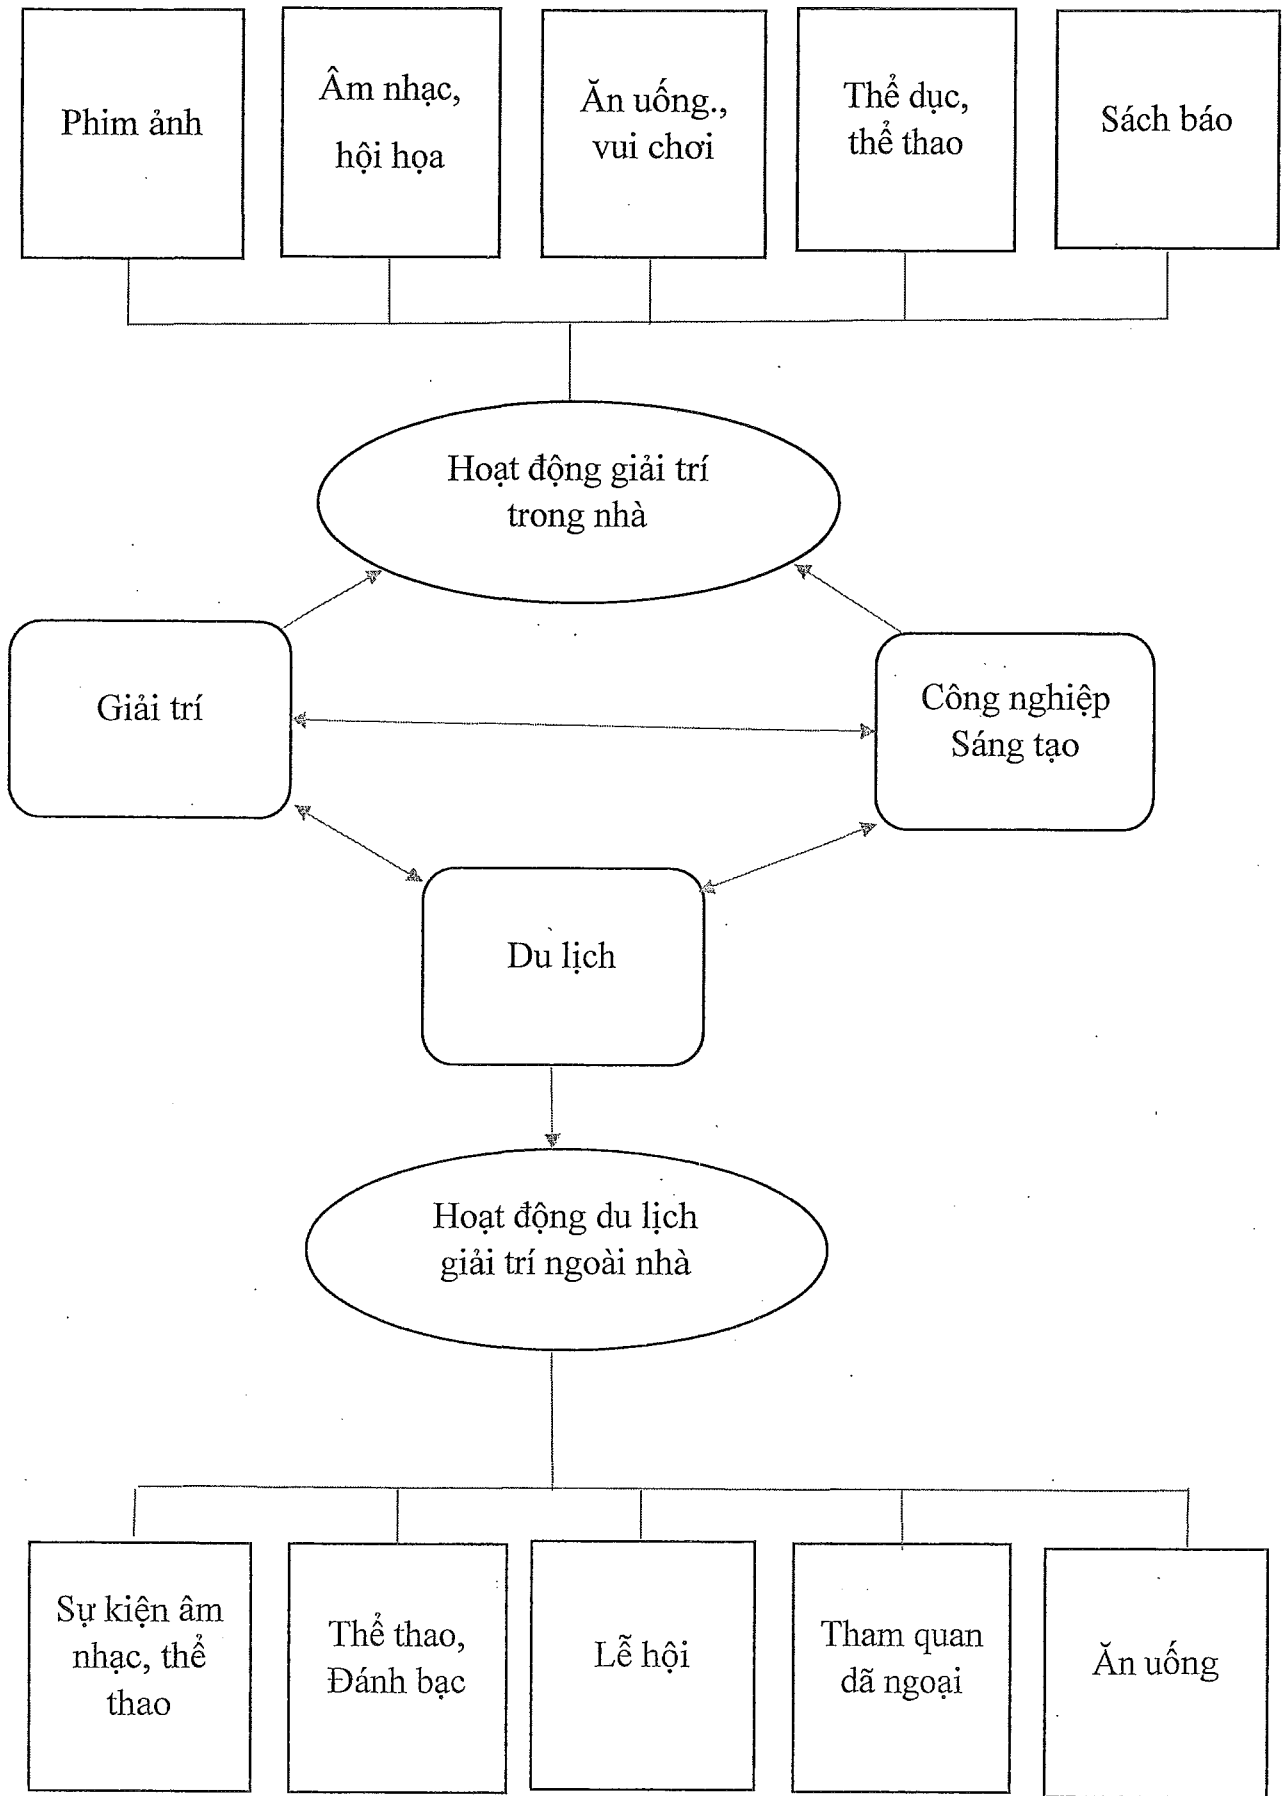 Phim ảnh
Âm nhạc,
hội họa
Ăn uống.,
vui chơi
Thể dục,
thể thao
Sách báo
Hoạt động giải trí
trong nhà
Giải trí
Công nghiệp
Sáng tạo
Du lịch
Hoạt động du lịch
giải trí ngoài nhà
Sự kiện âm
nhạc, thể
thao
Thể thao,
Đánh bạc
Lễ hội
Tham quan
dã ngoại
Ăn uống